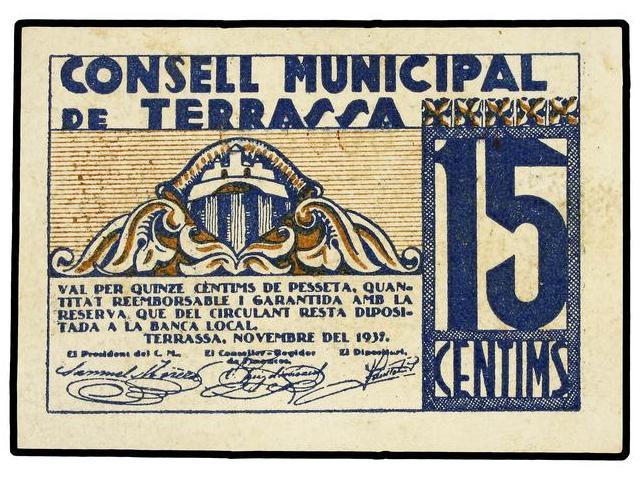 CONSELL MUNICIPAL
DE TERRASSA
15
CENTIMS
VAL PER QUINZE CÈNTIMS DE PESSETA, QUAN-
TITAT REEMBORSABLE I GARANTIDA AMB LA
RESERVA QUE DEL CIRCULANT RESTA DIPOSI-
TADA A LA BANCA LOCAL.
TERRASSA, NOVEMBRE DEL 1937.
El President del C. M., El Conseller-Regidor El Dipositari,
de Finances,
Samuel